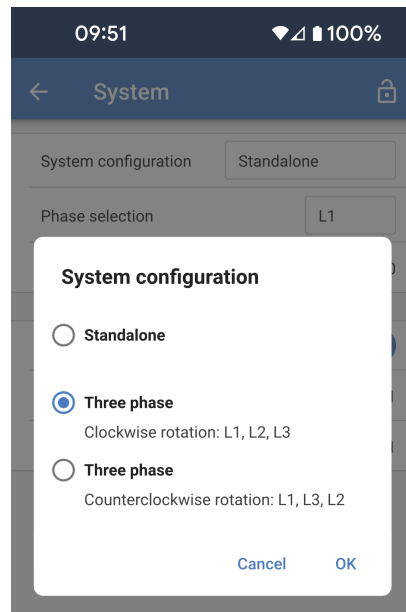 09:51 100%
System
System configuration Standalone
Phase selection L1
System configuration
Standalone
Three phase
Clockwise rotation: L1, L2, L3
Three phase
Counterclockwise rotation: L1, L3, L2
Cancel OK